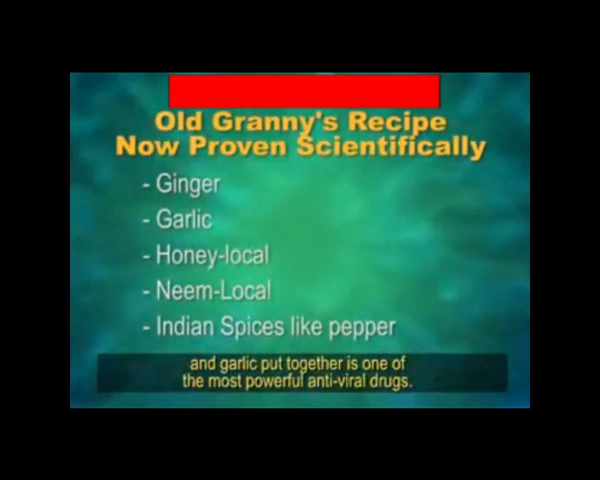 Old Granny's Recipe
Now Proven Scientifically
- Ginger
- Garlic
- Honey-local
- Neem-Local
- Indian Spices like pepper
and garlic put together is one of
the most powerful anti-viral drugs.